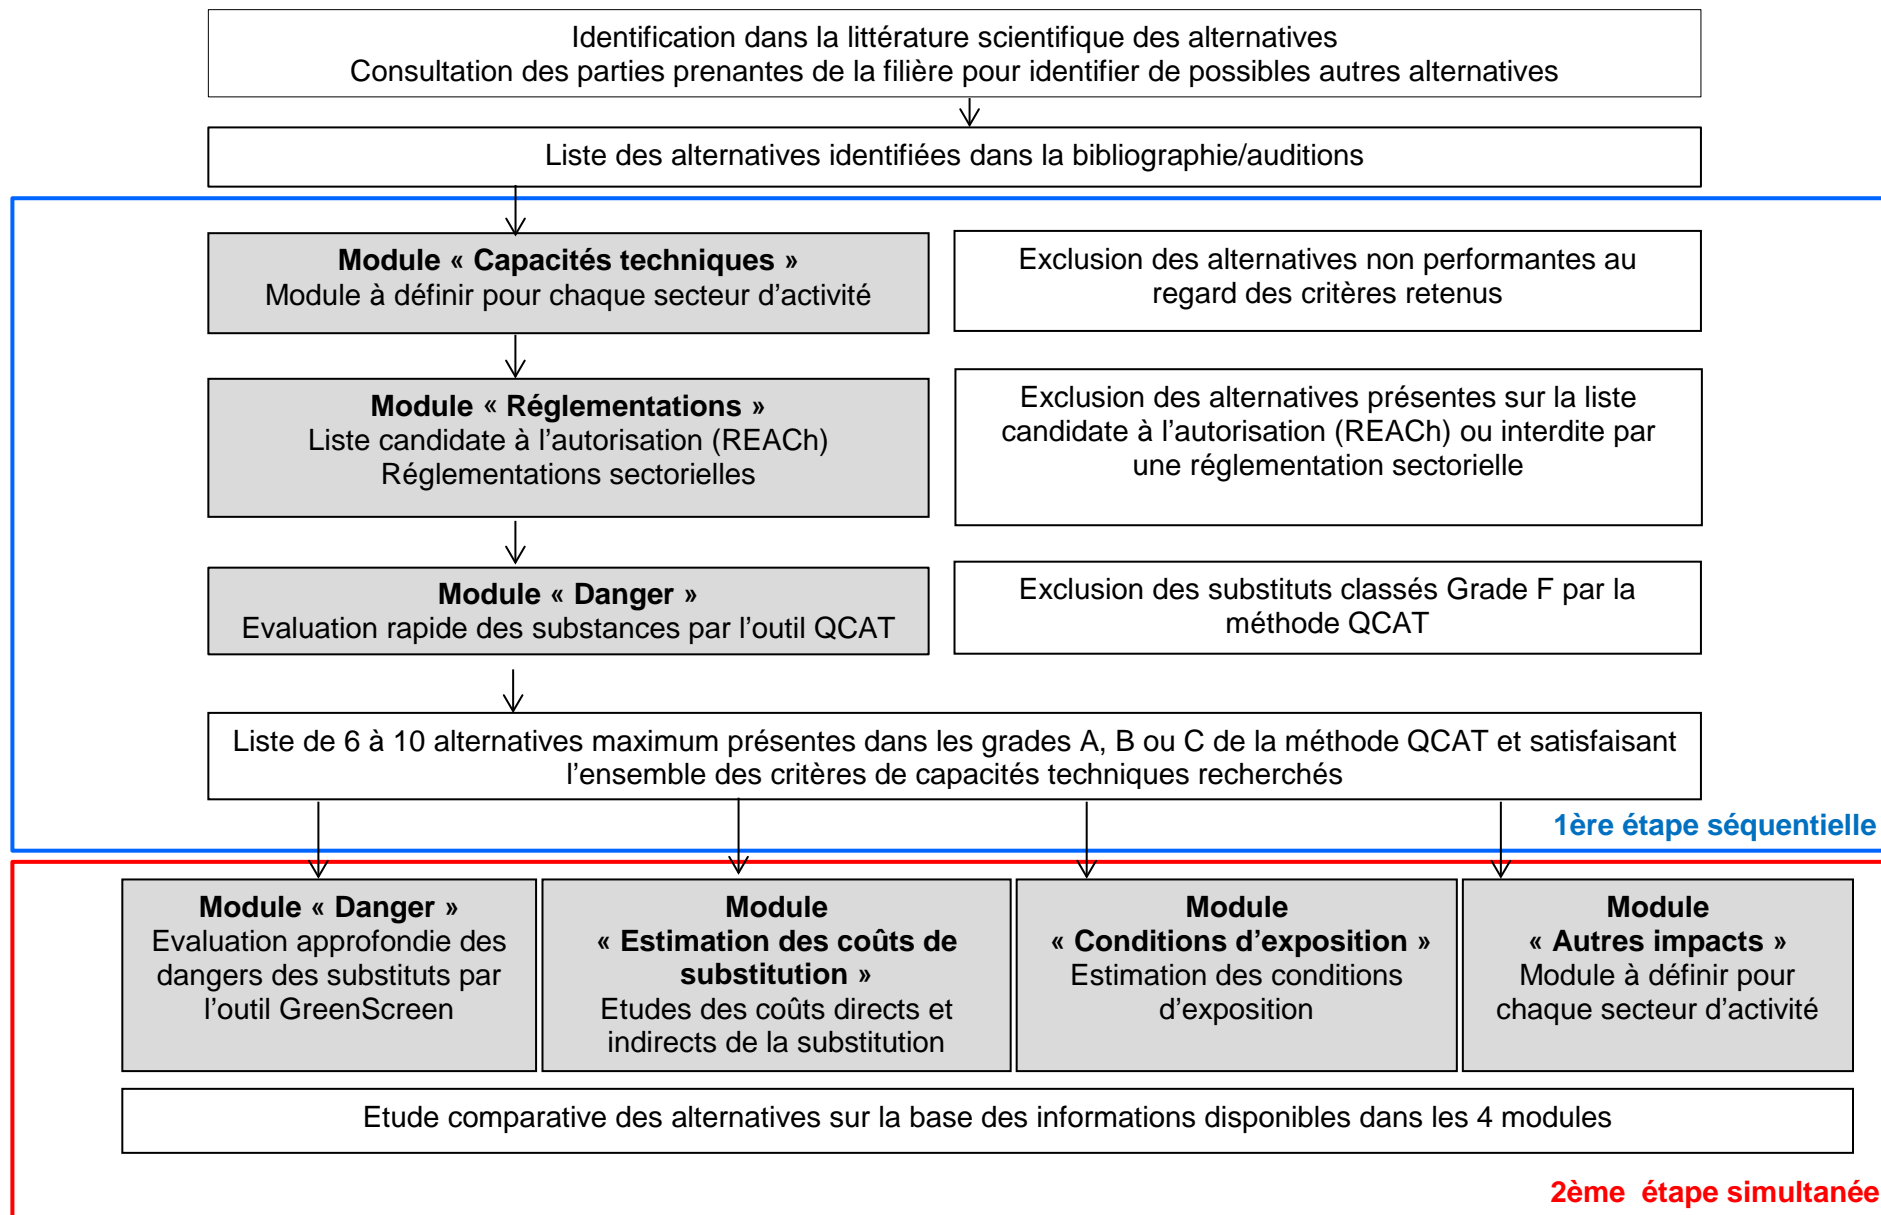 Identification dans la littérature scientifique des alternatives
Consultation des parties prenantes de la filière pour identifier de possibles autres alternatives
Liste des alternatives identifiées dans la bibliographie/auditions
Module « Capacités techniques »
Module à définir pour chaque secteur d’activité
Exclusion des alternatives non performantes au
regard des critères retenus
Module « Réglementations »
Liste candidate à l’autorisation (REACh)
Réglementations sectorielles
Exclusion des alternatives présentes sur la liste
candidate à l’autorisation (REACh) ou interdite par
une réglementation sectorielle
Module « Danger »
Evaluation rapide des substances par l’outil QCAT
Exclusion des substituts classés Grade F par la
méthode QCAT
Liste de 6 à 10 alternatives maximum présentes dans les grades A, B ou C de la méthode QCAT et satisfaisant
l’ensemble des critères de capacités techniques recherchés
1ère étape séquentielle
Module « Danger »
Evaluation approfondie des
dangers des substituts par
l’outil GreenScreen
Module
« Estimation des coûts de
substitution »
Etudes des coûts directs et
indirects de la substitution
Module
« Conditions d’exposition »
Estimation des conditions
d’exposition
Module
« Autres impacts »
Module à définir pour
chaque secteur d’activité
Etude comparative des alternatives sur la base des informations disponibles dans les 4 modules
2ème étape simultanée